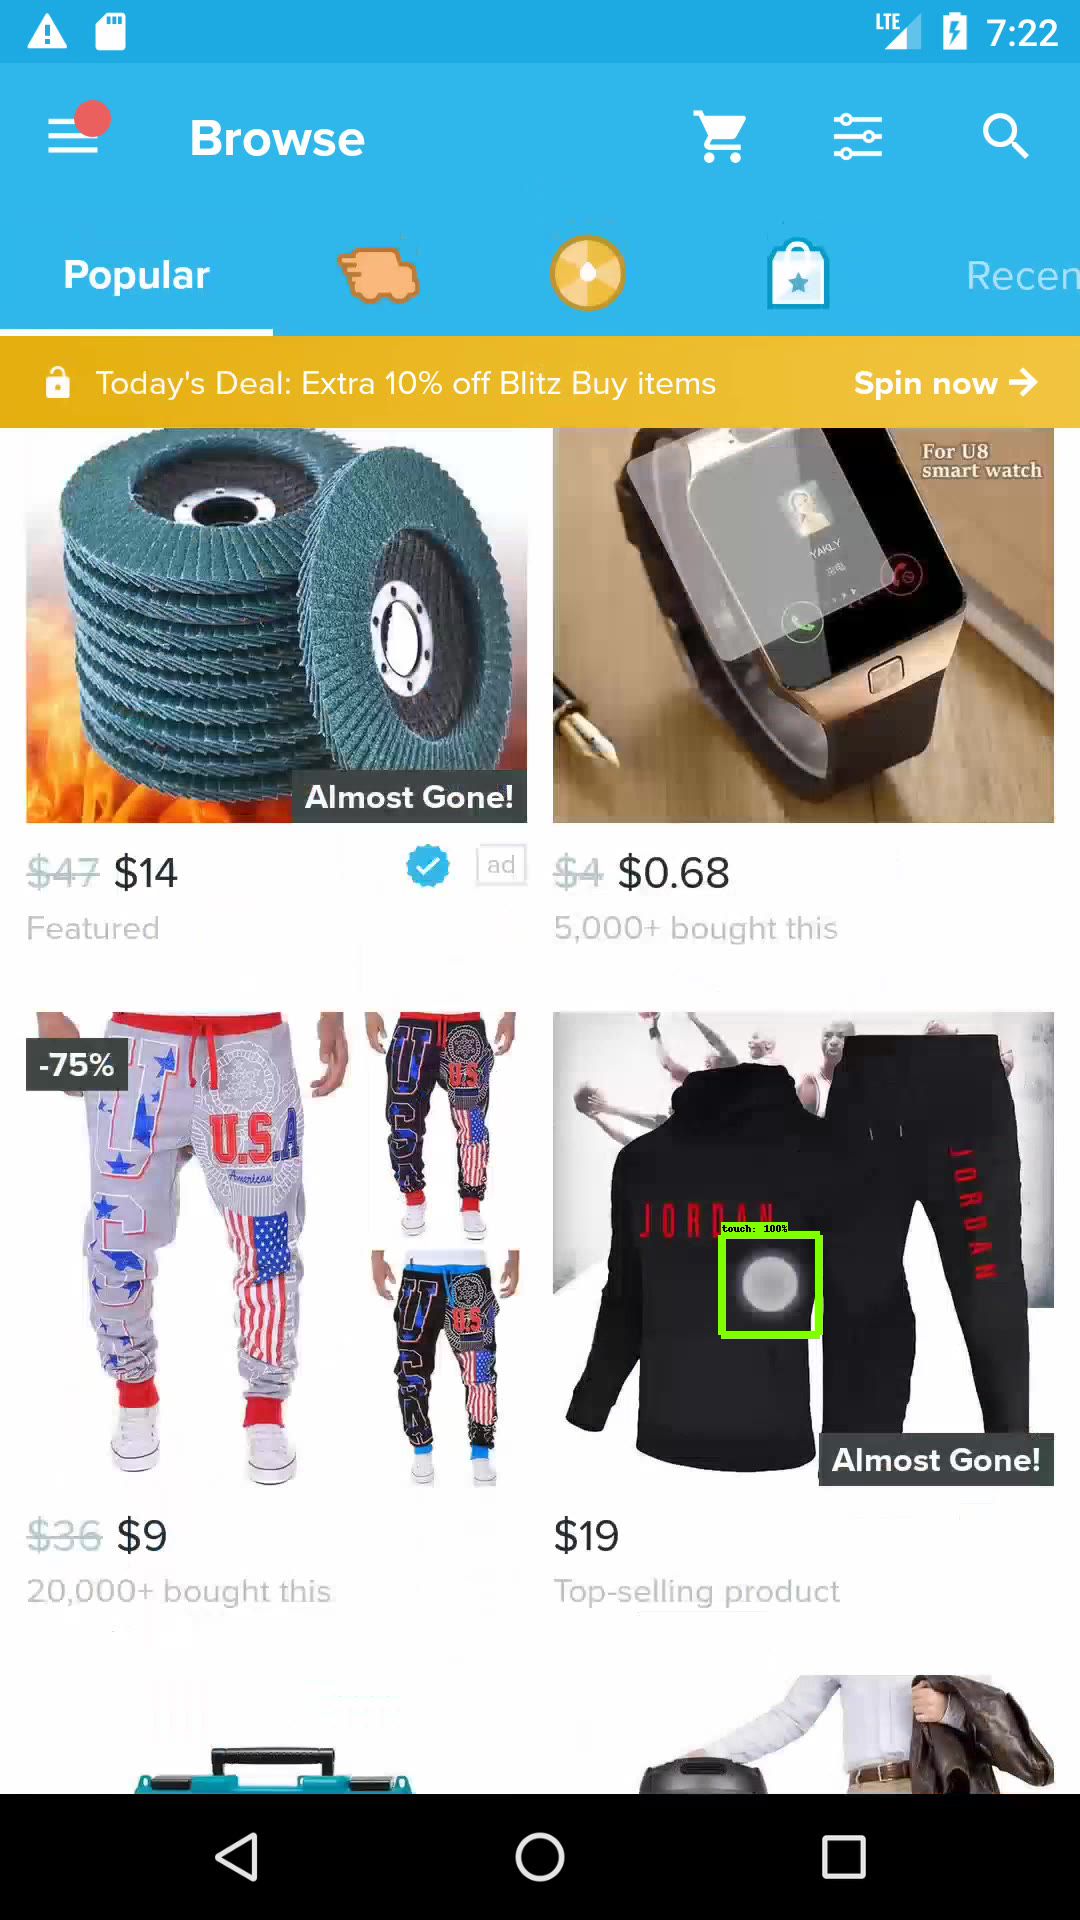 LTE 7:22
Browse
Popular
Recen
Today's Deal: Extra 10% off Blitz Buy items Spin now
For U8
smart watch
YAKLY
Almost Gone!
$47 $14 ad
Featured
$4 $0.68
5,000+ bought this
-75%
U.S.A
American
U.S
U.S
JORDAN
JORDAN
touch: 100%
Almost Gone!
$36 $9
20,000+ bought this
$19
Top-selling product